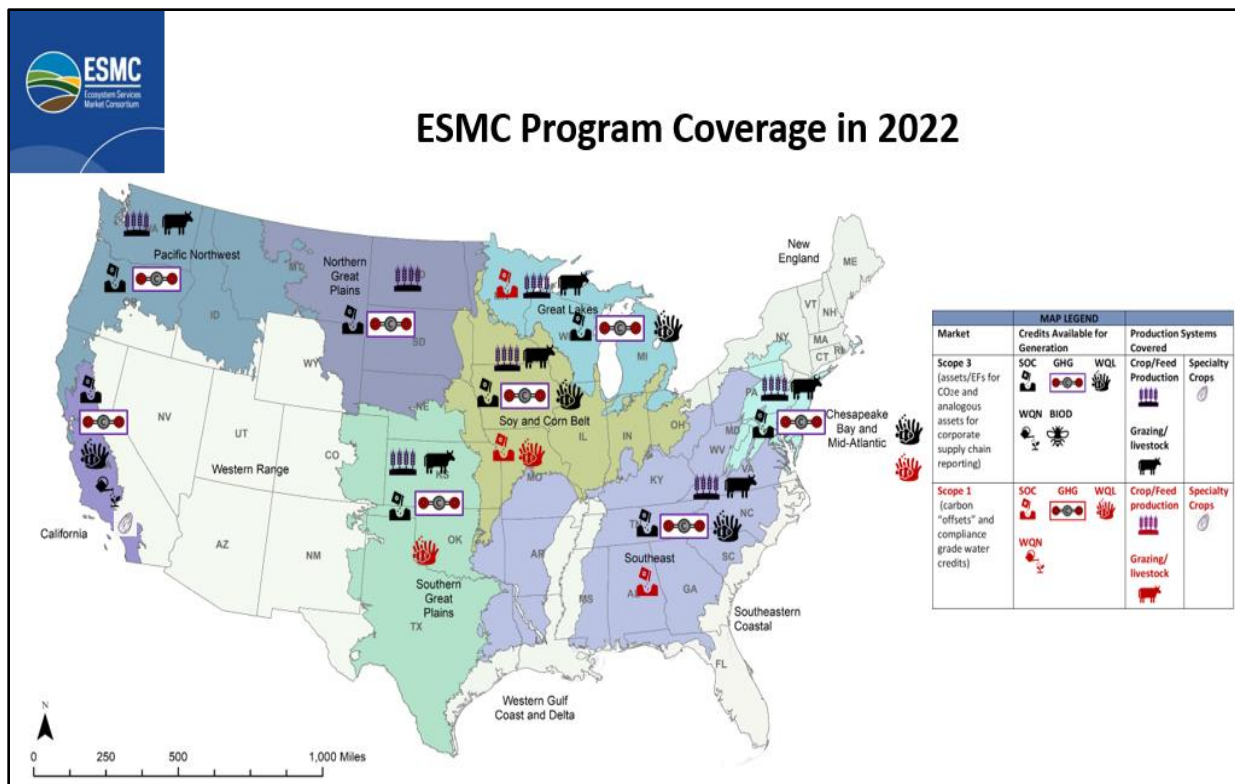 ESMC
Ecosystem Services
Market Consortium
ESMC Program Coverage in 2022
WA
Pacific Northwest
OR
ID
MT
Northern
Great
Plains
SD
WY
NE
Great Lakes
MI
New
England
ME
VT
NH
NY
MA
CT
RI
PA
MD
Chesapeake
Bay and
Mid-Atlantic
NV
UT
CO
Western Range
California
AZ
NM
KS
OK
Southern
Great
Plains
TX
Soy and Corn Belt
IL
IN
OH
MO
WV
VA
KY
NC
TN
SC
Southeast
AR
MS
GA
Southeastern
Coastal
FL
Western Gulf
Coast and Delta
N
0
250
500
1,000 Miles
MAP LEGEND
Market
Credits Available for
Generation
Production Systems
Covered
Scope 3
(assets/EFs for
CO2e and
analogous
assets for
corporate
supply chain
reporting)
SOC GHG WQL
WQN BIOD
Crop/Feed
Production
Grazing/
livestock
Specialty
Crops
Scope 1
(carbon
“offsets” and
compliance
grade water
credits)
SOC GHG WQL
WQN
Crop/Feed
production
Grazing/
livestock
Specialty
Crops